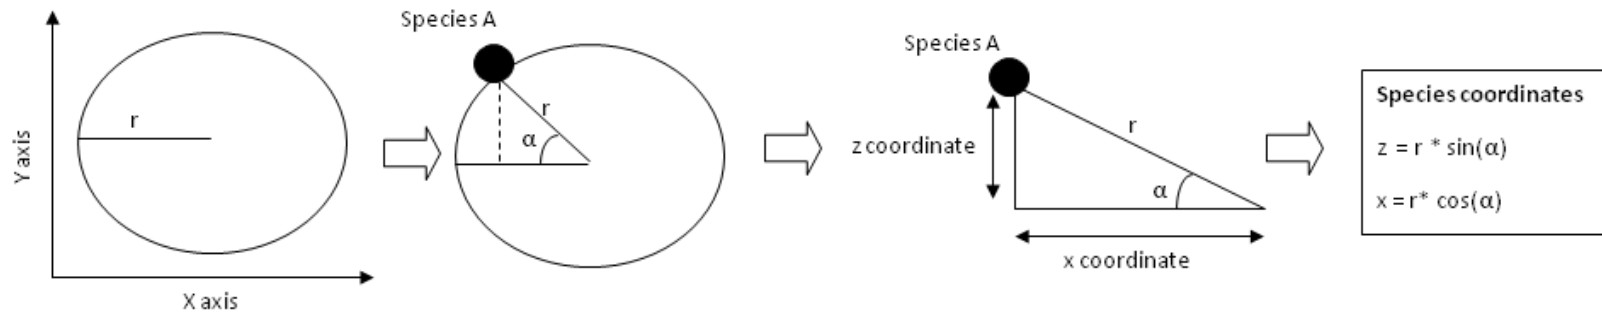 Y axis
r
X axis
Species A
r
α
Species A
z coordinate
r
α
x coordinate
Species coordinates
z = r * sin(α)
x = r* cos(α)